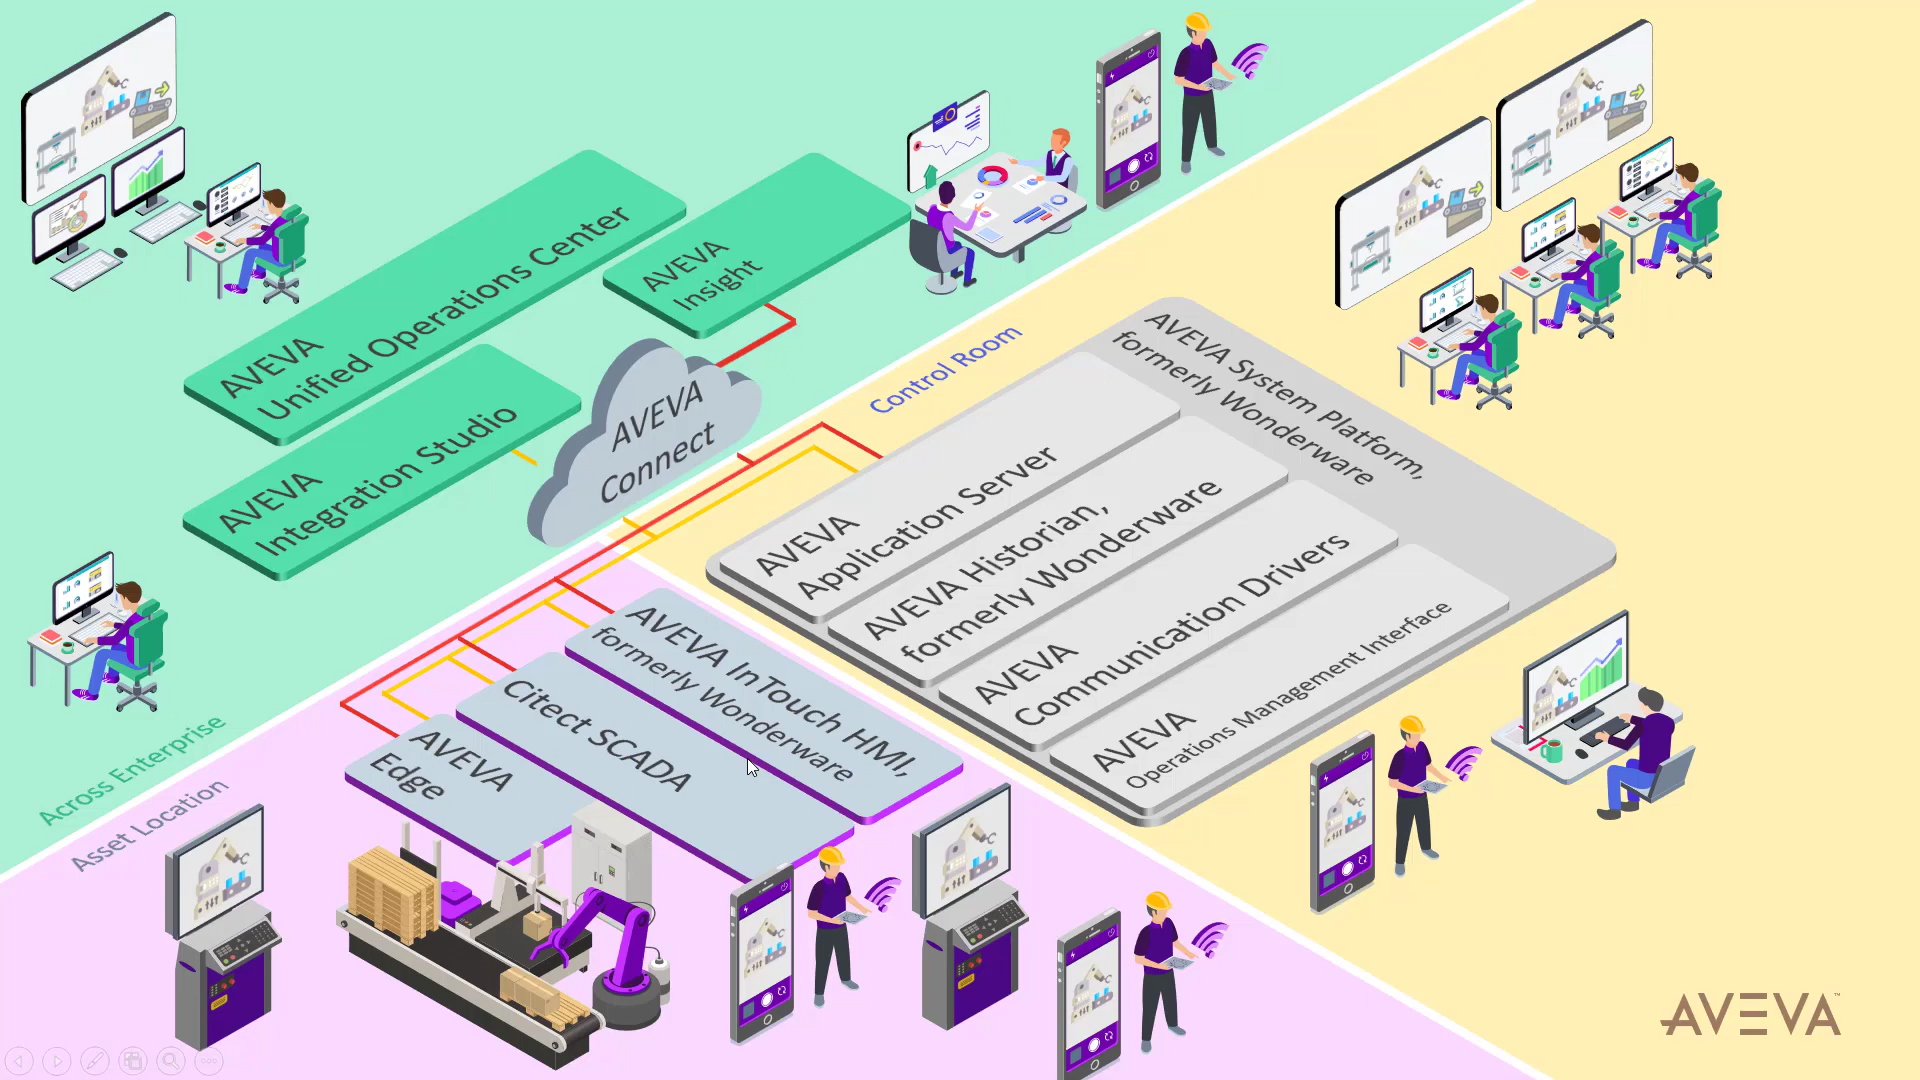 AVEVA
Unified Operations Center
AVEVA
Insight
AVEVA
Integration Studio
AVEVA
Connect
Control Room
AVEVA System Platform,
formerly Wonderware
AVEVA
Application Server
AVEVA Historian,
formerly Wonderware
AVEVA
Communication Drivers
AVEVA
Operations Management Interface
AVEVA InTouch HMI,
formerly Wonderware
Citect SCADA
AVEVA
Edge
Across Enterprise
Asset Location
AVEVA™